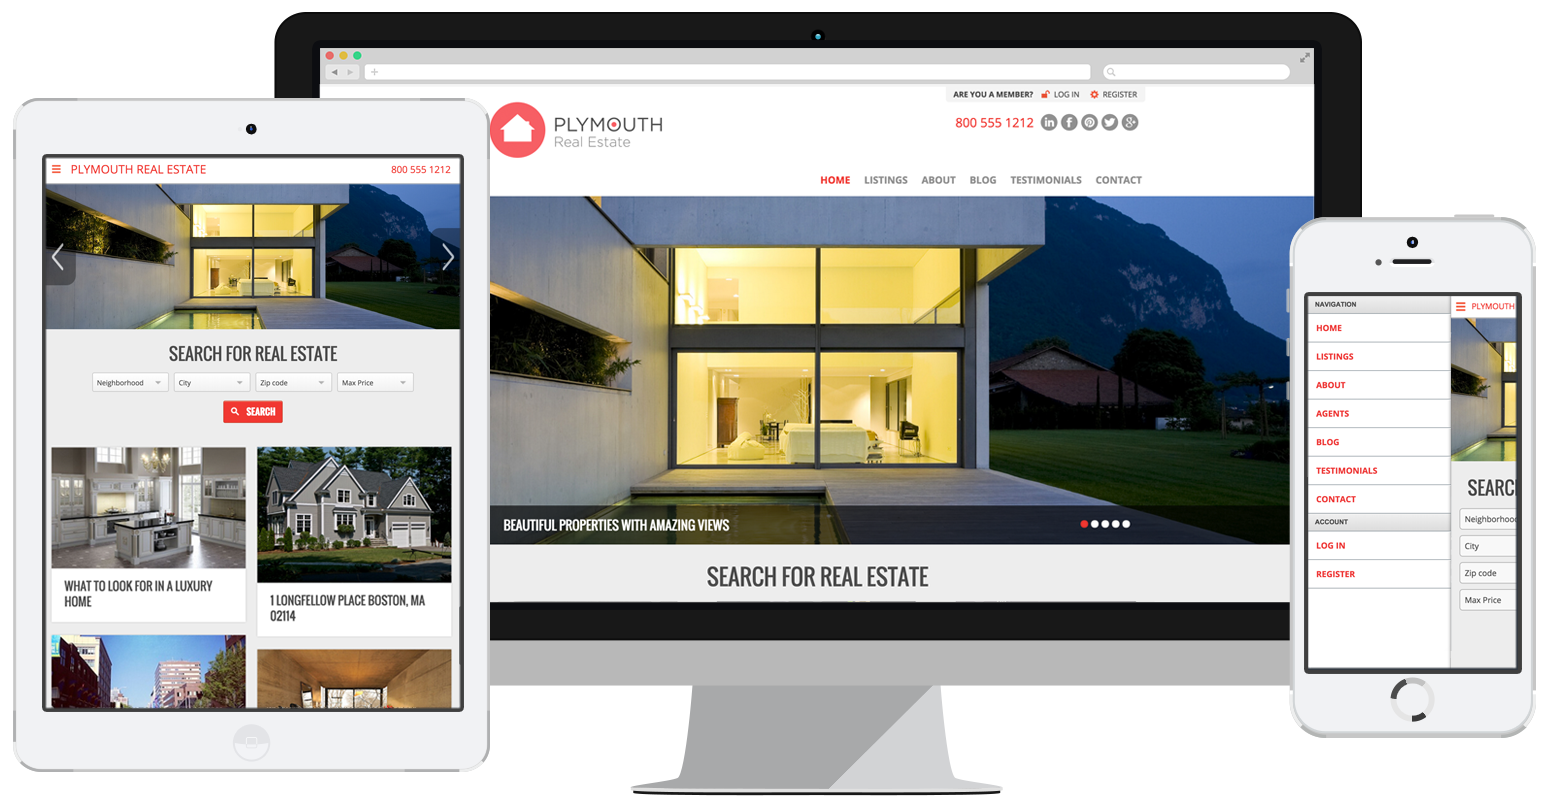 PLYMOUTH REAL ESTATE 800 555 1212
SEARCH FOR REAL ESTATE
Neighborhood City Zip code Max Price
SEARCH
WHAT TO LOOK FOR IN A LUXURY
HOME
1 LONGFELLOW PLACE BOSTON, MA
02114
ARE YOU A MEMBER? LOG IN REGISTER
PLYMOUTH
Real Estate
800 555 1212
HOME LISTINGS ABOUT BLOG TESTIMONIALS CONTACT
BEAUTIFUL PROPERTIES WITH AMAZING VIEWS
SEARCH FOR REAL ESTATE
NAVIGATION
HOME
LISTINGS
ABOUT
AGENTS
BLOG
TESTIMONIALS
CONTACT
ACCOUNT
LOG IN
REGISTER
PLYMOUTH
SEARC
Neighborhoo
City
Zip code
Max Price